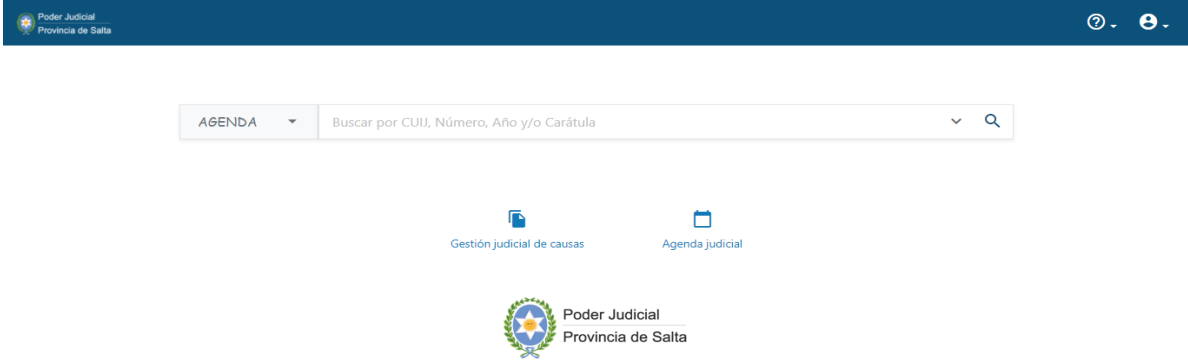 Poder Judicial
Provincia de Salta
AGENDA
Buscar por CUIJ, Número, Año y/o Carátula
Gestión judicial de causas
Agenda judicial
Poder Judicial
Provincia de Salta